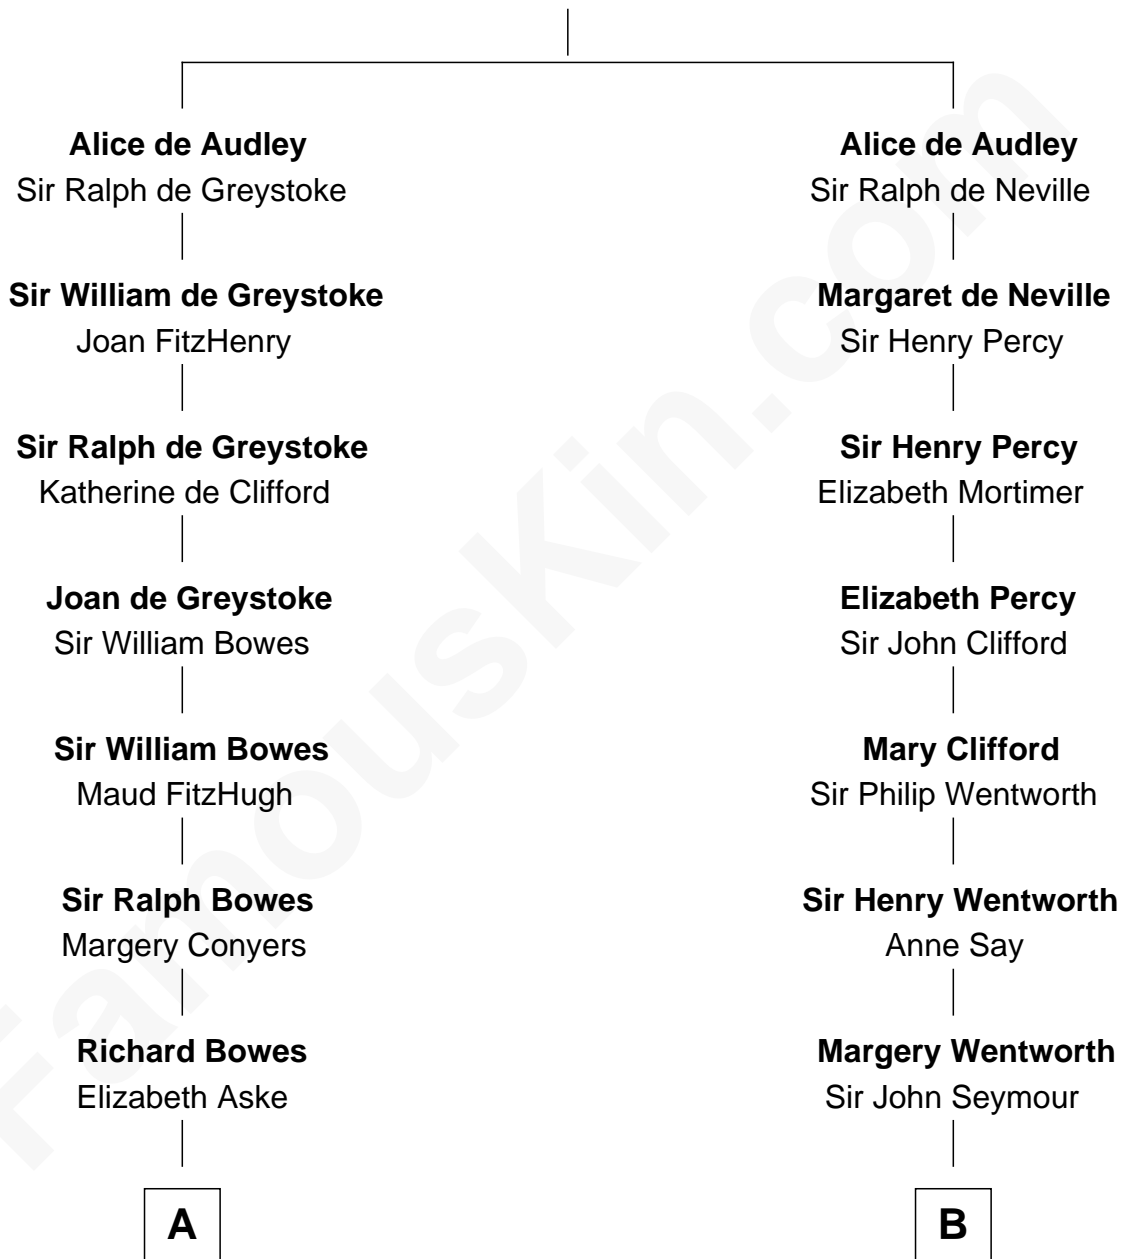 Alice de Audley
Sir Ralph de Greystoke
Sir William de Greystoke
Joan FitzHenry
Sir Ralph de Greystoke
Katherine de Clifford
Joan de Greystoke
Sir William Bowes
Sir William Bowes
Maud FitzHugh
Sir Ralph Bowes
Margery Conyers
Richard Bowes
Elizabeth Aske
A
Alice de Audley
Sir Ralph de Neville
Margaret de Neville
Sir Henry Percy
Sir Henry Percy
Elizabeth Mortimer
Elizabeth Percy
Sir John Clifford
Mary Clifford
Sir Philip Wentworth
Sir Henry Wentworth
Anne Say
Margery Wentworth
Sir John Seymour
B
FamousKin.com